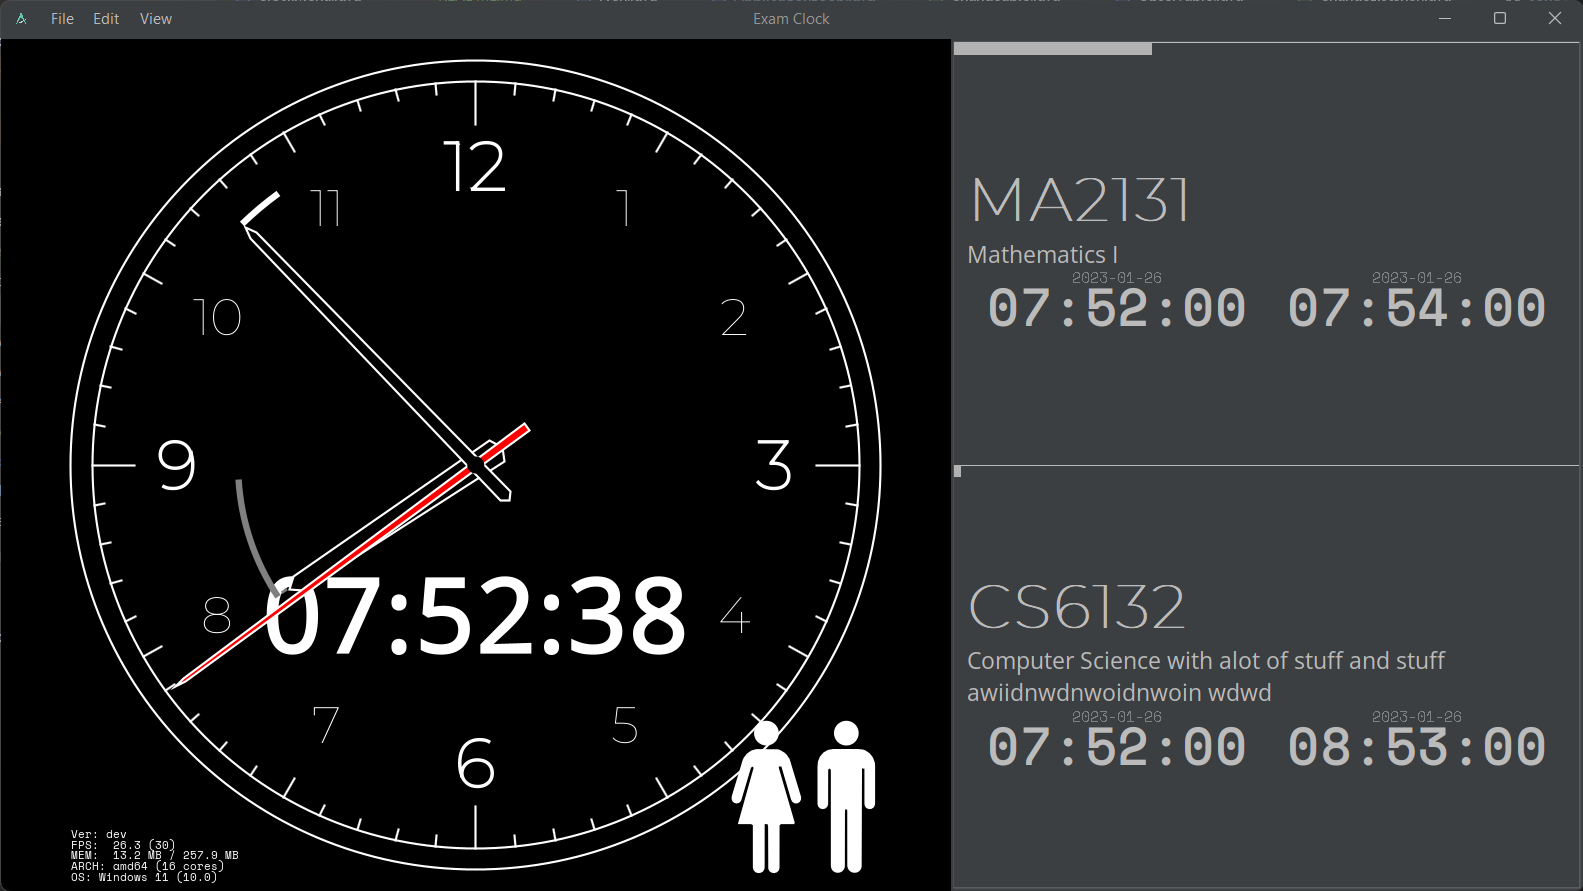 File Edit View Exam Clock
12
11 1
10 2
9 3
8 4
7 5
6
07:52:38
Ver: dev
FPS: 26.3 (30)
MEM: 13.2 MB / 257.9 MB
ARCH: amd64 (16 cores)
OS: Windows 11 (10.0)
MA2131
Mathematics I
2023-01-26 2023-01-26
07:52:00 07:54:00
CS6132
Computer Science with alot of stuff and stuff
awiidnwdnwoidnwoin wdwd
2023-01-26 2023-01-26
07:52:00 08:53:00